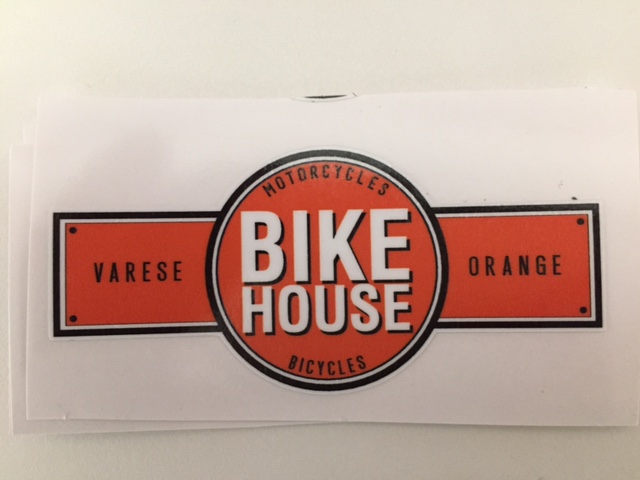 MOTORCYCLES
BIKE
HOUSE
BICYCLES
VARESE
ORANGE